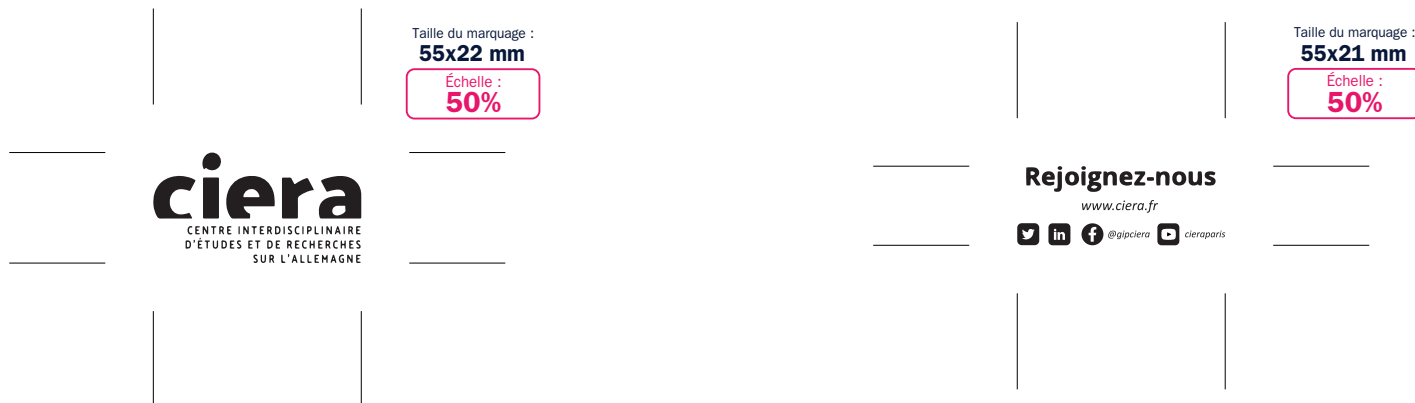 Taille du marquage :
55x22 mm
Échelle :
50%
ciera
CENTRE INTERDISCIPLINAIRE
D'ÉTUDES ET DE RECHERCHES
SUR L'ALLEMAGNE
Taille du marquage :
55x21 mm
Échelle :
50%
Rejoignez-nous
www.ciera.fr
in @gipciera cieraparis